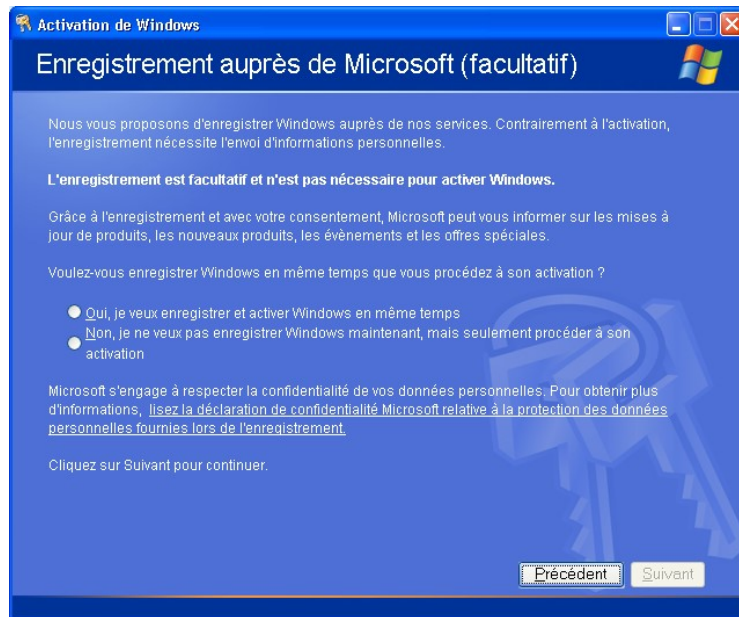 Activation de Windows
Enregistrement auprès de Microsoft (facultatif)
Nous vous proposons d'enregistrer Windows auprès de nos services. Contrairement à l'activation,
l'enregistrement nécessite l'envoi d'informations personnelles.
L'enregistrement est facultatif et n'est pas nécessaire pour activer Windows.
Grâce à l'enregistrement et avec votre consentement, Microsoft peut vous informer sur les mises à
jour de produits, les nouveaux produits, les évènements et les offres spéciales.
Voulez-vous enregistrer Windows en même temps que vous procédez à son activation ?
Oui, je veux enregistrer et activer Windows en même temps
Non, je ne veux pas enregistrer Windows maintenant, mais seulement procéder à son
activation
Microsoft s'engage à respecter la confidentialité de vos données personnelles. Pour obtenir plus
d'informations, lisez la déclaration de confidentialité Microsoft relative à la protection des données
personnelles fournies lors de l'enregistrement.
Cliquez sur Suivant pour continuer.
Précédent Suivant